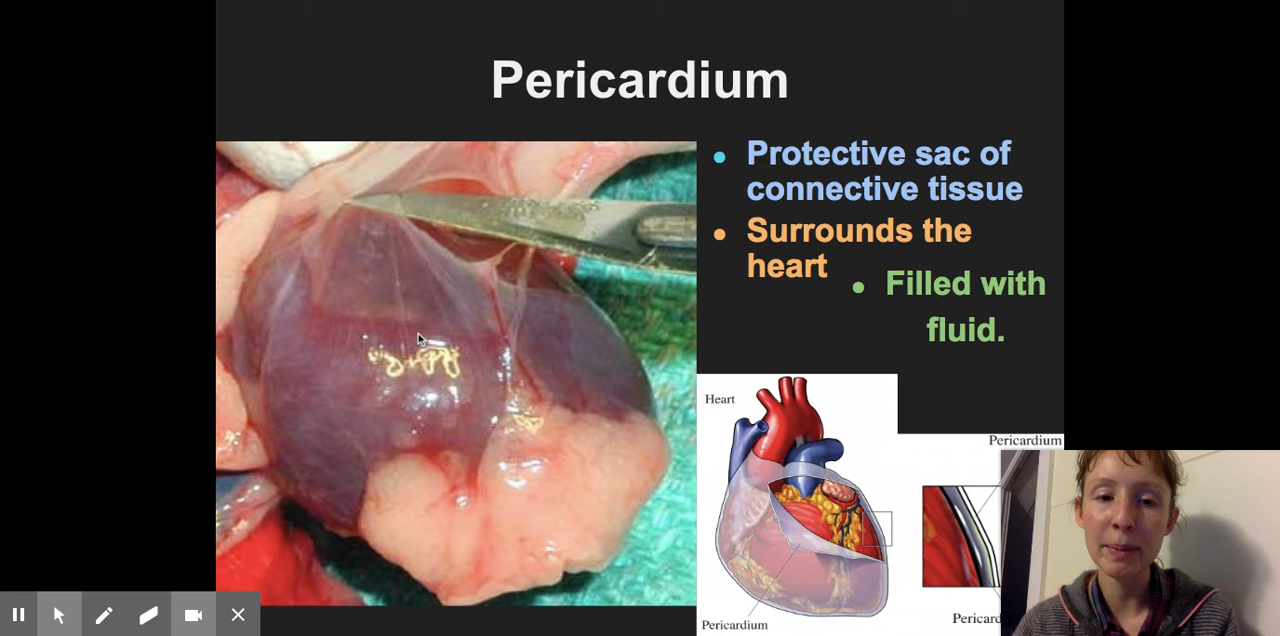 Pericardium
Protective sac of
connective tissue
Surrounds the
heart
Filled with
fluid.
Heart
Pericardium
Pericardium